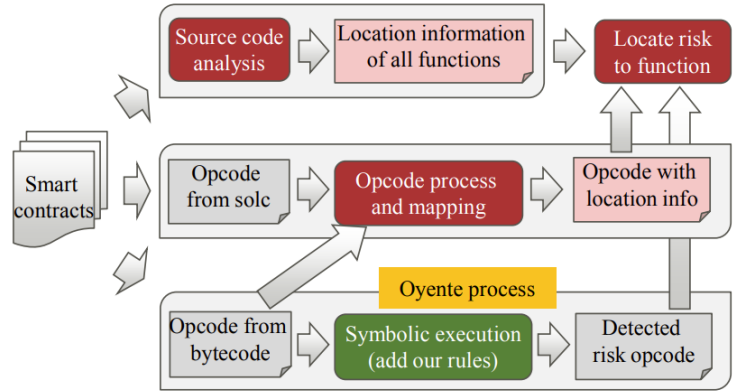 Source code
analysis
Location information
of all functions
Locate risk
to function
Smart
contracts
Opcode
from solc
Opcode process
and mapping
Opcode with
location info
Oyente process
Opcode from
bytecode
Symbolic execution
(add our rules)
Detected
risk opcode